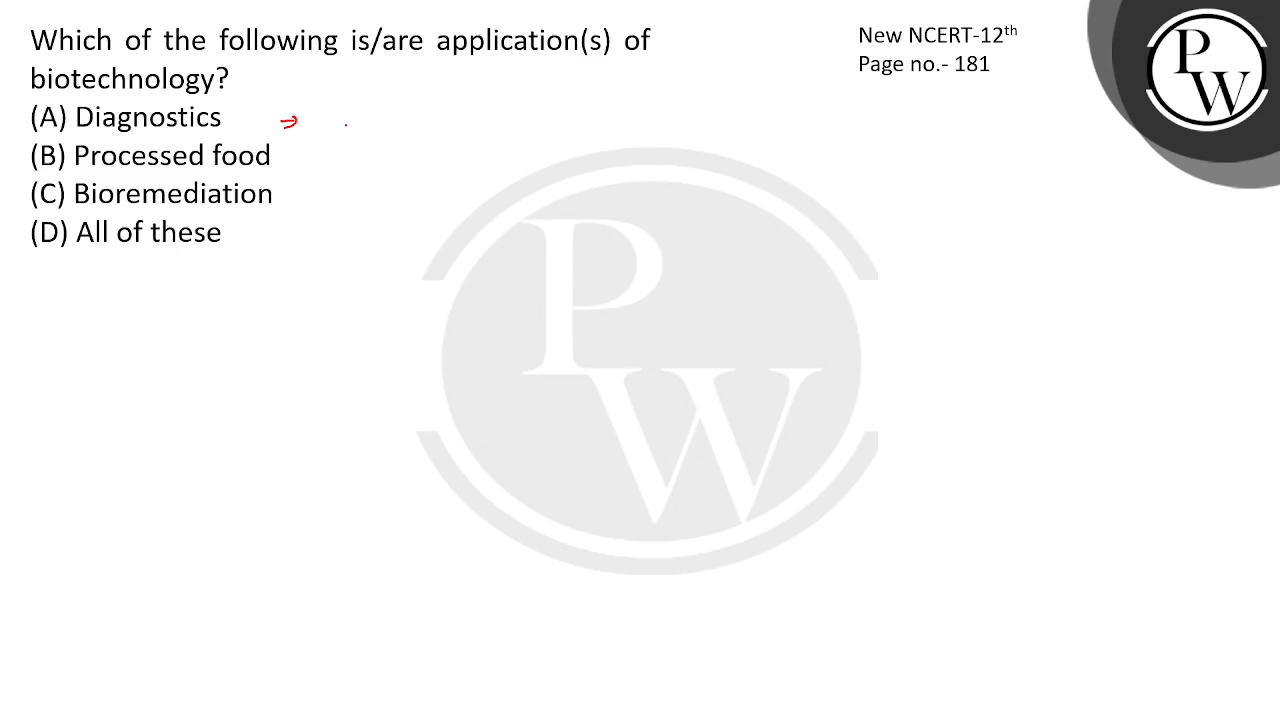 Which of the following is/are application(s) of
biotechnology?
(A) Diagnostics
(B) Processed food
(C) Bioremediation
(D) All of these
New NCERT-12th
Page no.- 181
P
W
P
W